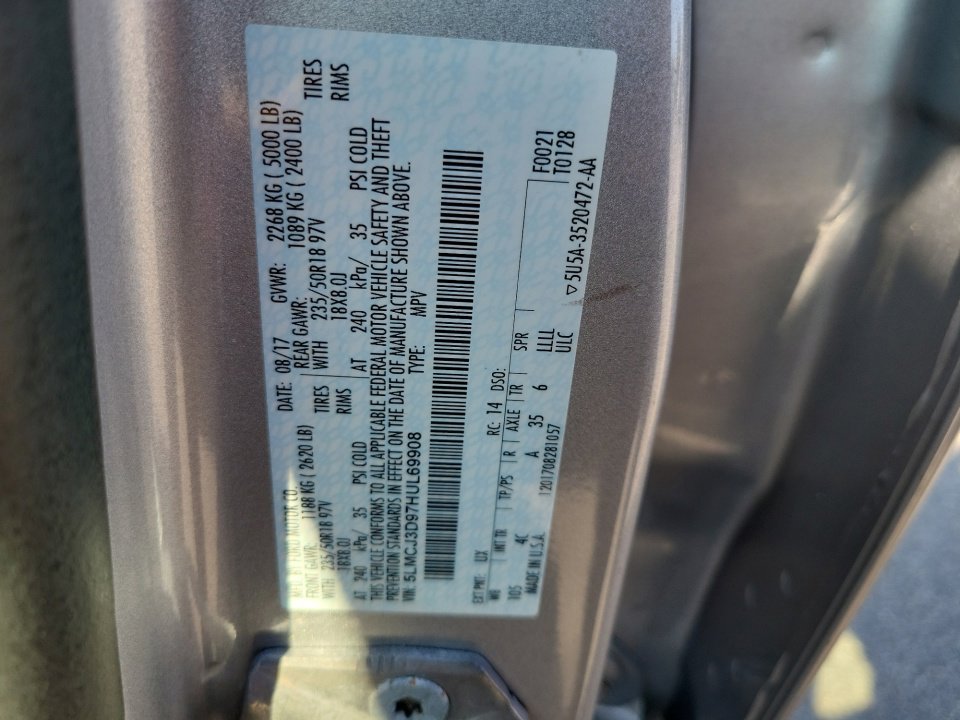 MFD. BY FORD MOTOR CO. DATE: 08/17 GVWR: 2268 KG ( 5000 LB)
FRONT GAWR: 1188 KG ( 2620 LB) REAR GAWR: 1089 KG ( 2400 LB)
WITH 235/50R18 97V TIRES WITH 235/50R18 97V TIRES
18X8.0J RIMS 18X8.0J RIMS
AT 240 kPa/ 35 PSI COLD AT 240 kPa/ 35 PSI COLD
THIS VEHICLE CONFORMS TO ALL APPLICABLE FEDERAL MOTOR VEHICLE SAFETY AND THEFT
PREVENTION STANDARDS IN EFFECT ON THE DATE OF MANUFACTURE SHOWN ABOVE.
VIN: 5LMCJ3D97HUL69908 TYPE: MPV
EXT PNT: UX RC: 14 DSO: F0021
WB INT TR TP/PS R AXLE TR SPR T0128
105 4C A 35 6 LLLL
MADE IN U.S.A. 1201708281057 ULC
▽5U5A-3520472-AA